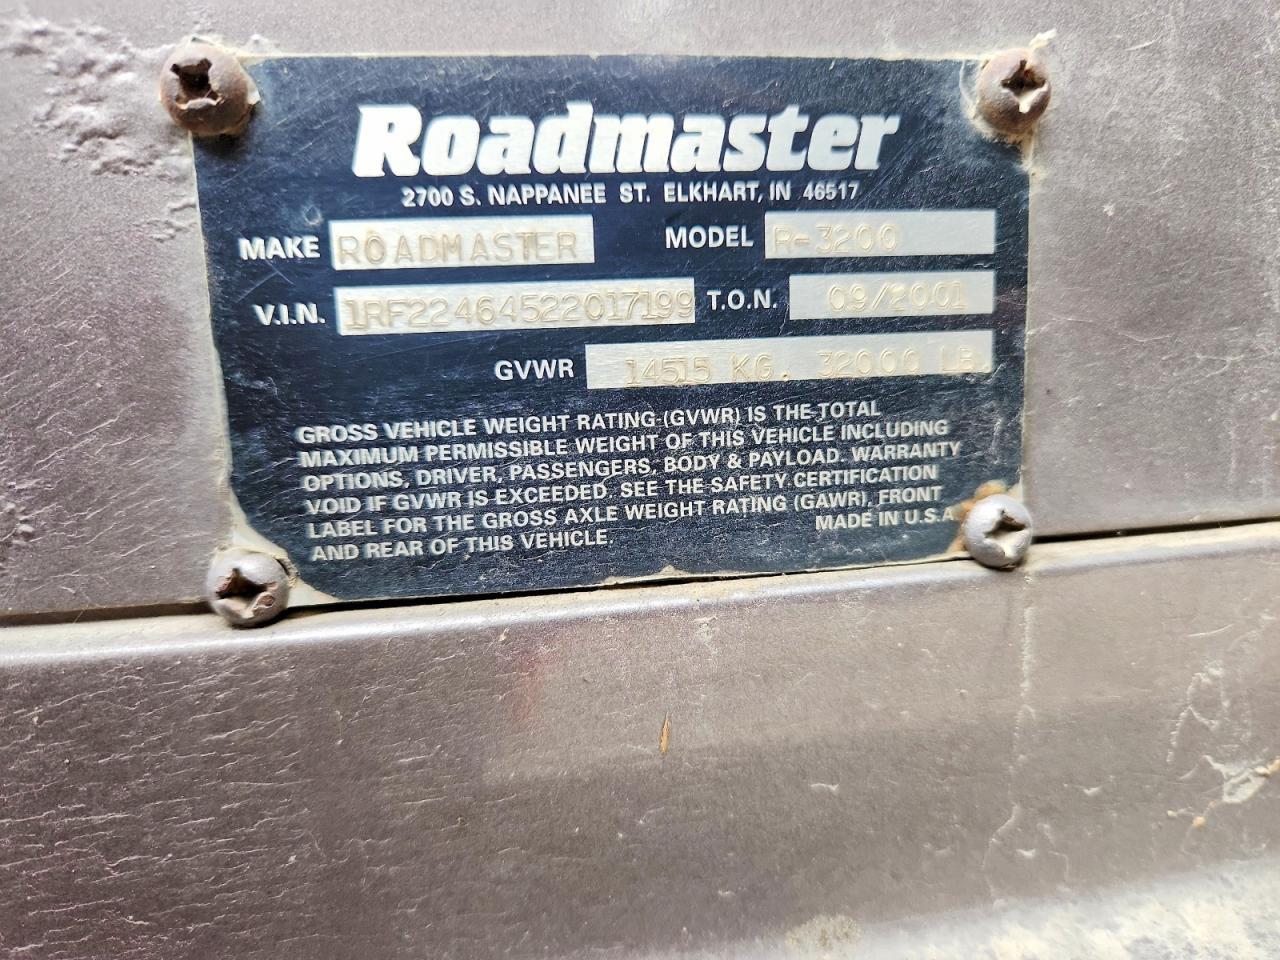 Roadmaster
2700 S. NAPPANEE ST. ELKHART, IN 46517
MAKE ROADMASTER MODEL R-3200
V.I.N. 1RF22464522017199 T.O.N. 09/2001
GVWR 14515 KG. 32000 LB.
GROSS VEHICLE WEIGHT RATING (GVWR) IS THE TOTAL
MAXIMUM PERMISSIBLE WEIGHT OF THIS VEHICLE INCLUDING
OPTIONS, DRIVER, PASSENGERS, BODY & PAYLOAD. WARRANTY
VOID IF GVWR IS EXCEEDED. SEE THE SAFETY CERTIFICATION
LABEL FOR THE GROSS AXLE WEIGHT RATING (GAWR), FRONT
AND REAR OF THIS VEHICLE.
MADE IN U.S.A